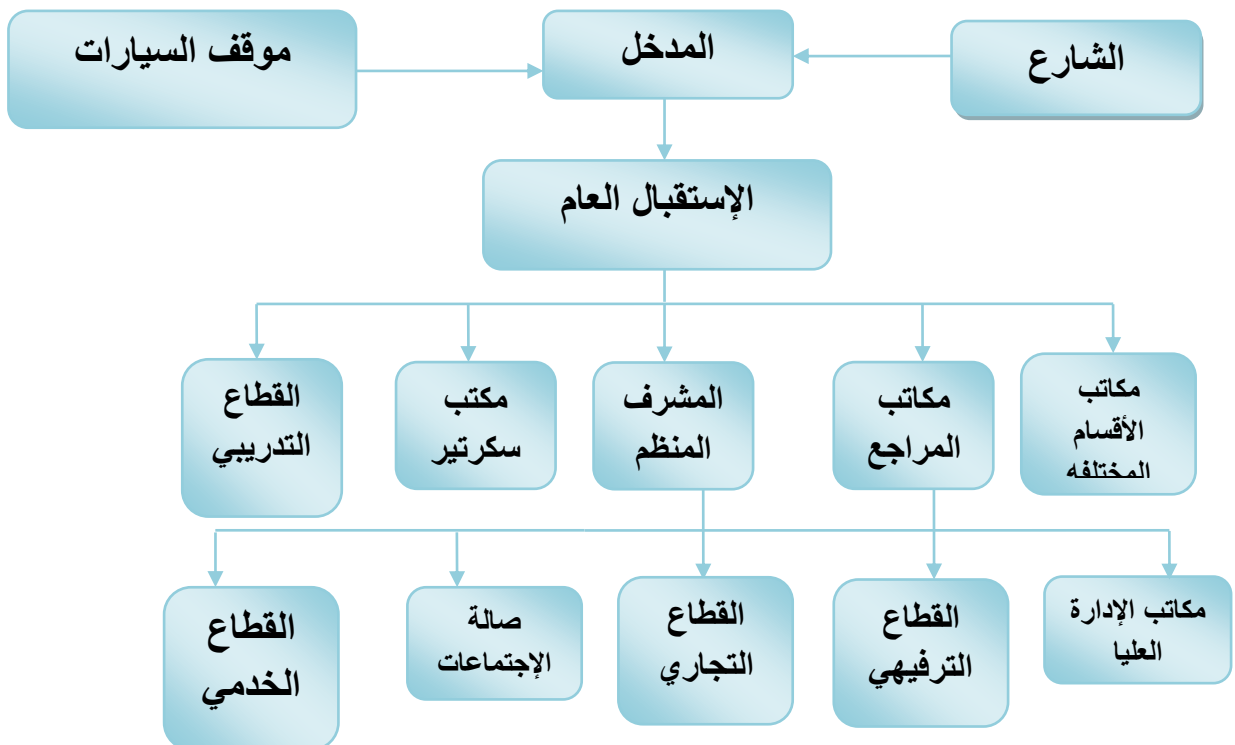 الشارع
المدخل
موقف السيارات
الإستقبال العام
مكاتب
الأقسام
المختلفه
مكاتب
المراجع
المشرف
المنظم
مكتب
سكرتير
القطاع
التدريبي
مكاتب الإدارة
العليا
القطاع
الترفيهي
القطاع
التجاري
صالة
الإجتماعات
القطاع
الخدمي